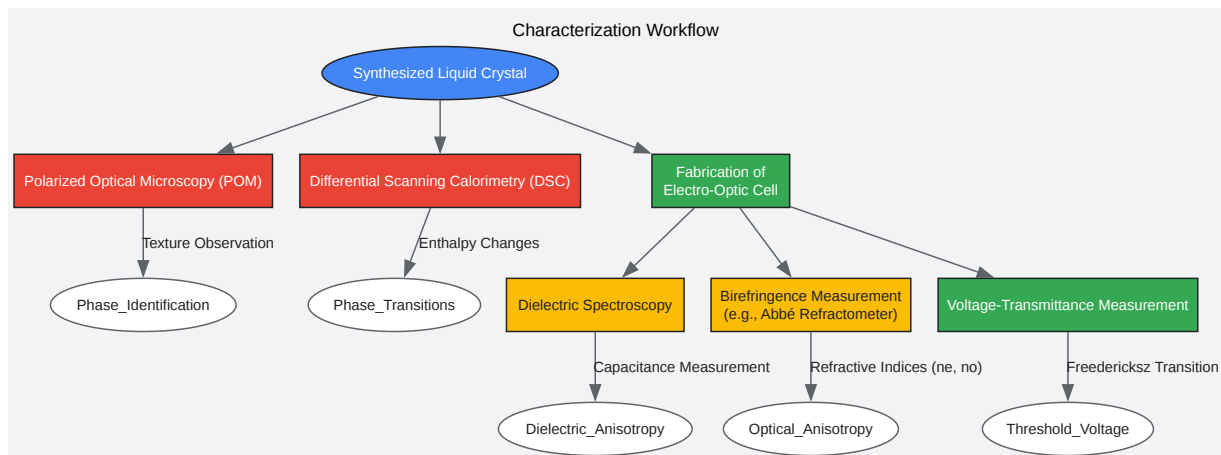 Characterization Workflow
Synthesized Liquid Crystal
Polarized Optical Microscopy (POM)
Differential Scanning Calorimetry (DSC)
Fabrication of
Electro-Optic Cell
Texture Observation
Enthalpy Changes
Phase_Identification
Phase_Transitions
Dielectric Spectroscopy
Birefringence Measurement
(e.g., Abbé Refractometer)
Voltage-Transmittance Measurement
Capacitance Measurement
Refractive Indices (ne, no)
Freedericksz Transition
Dielectric_Anisotropy
Optical_Anisotropy
Threshold_Voltage